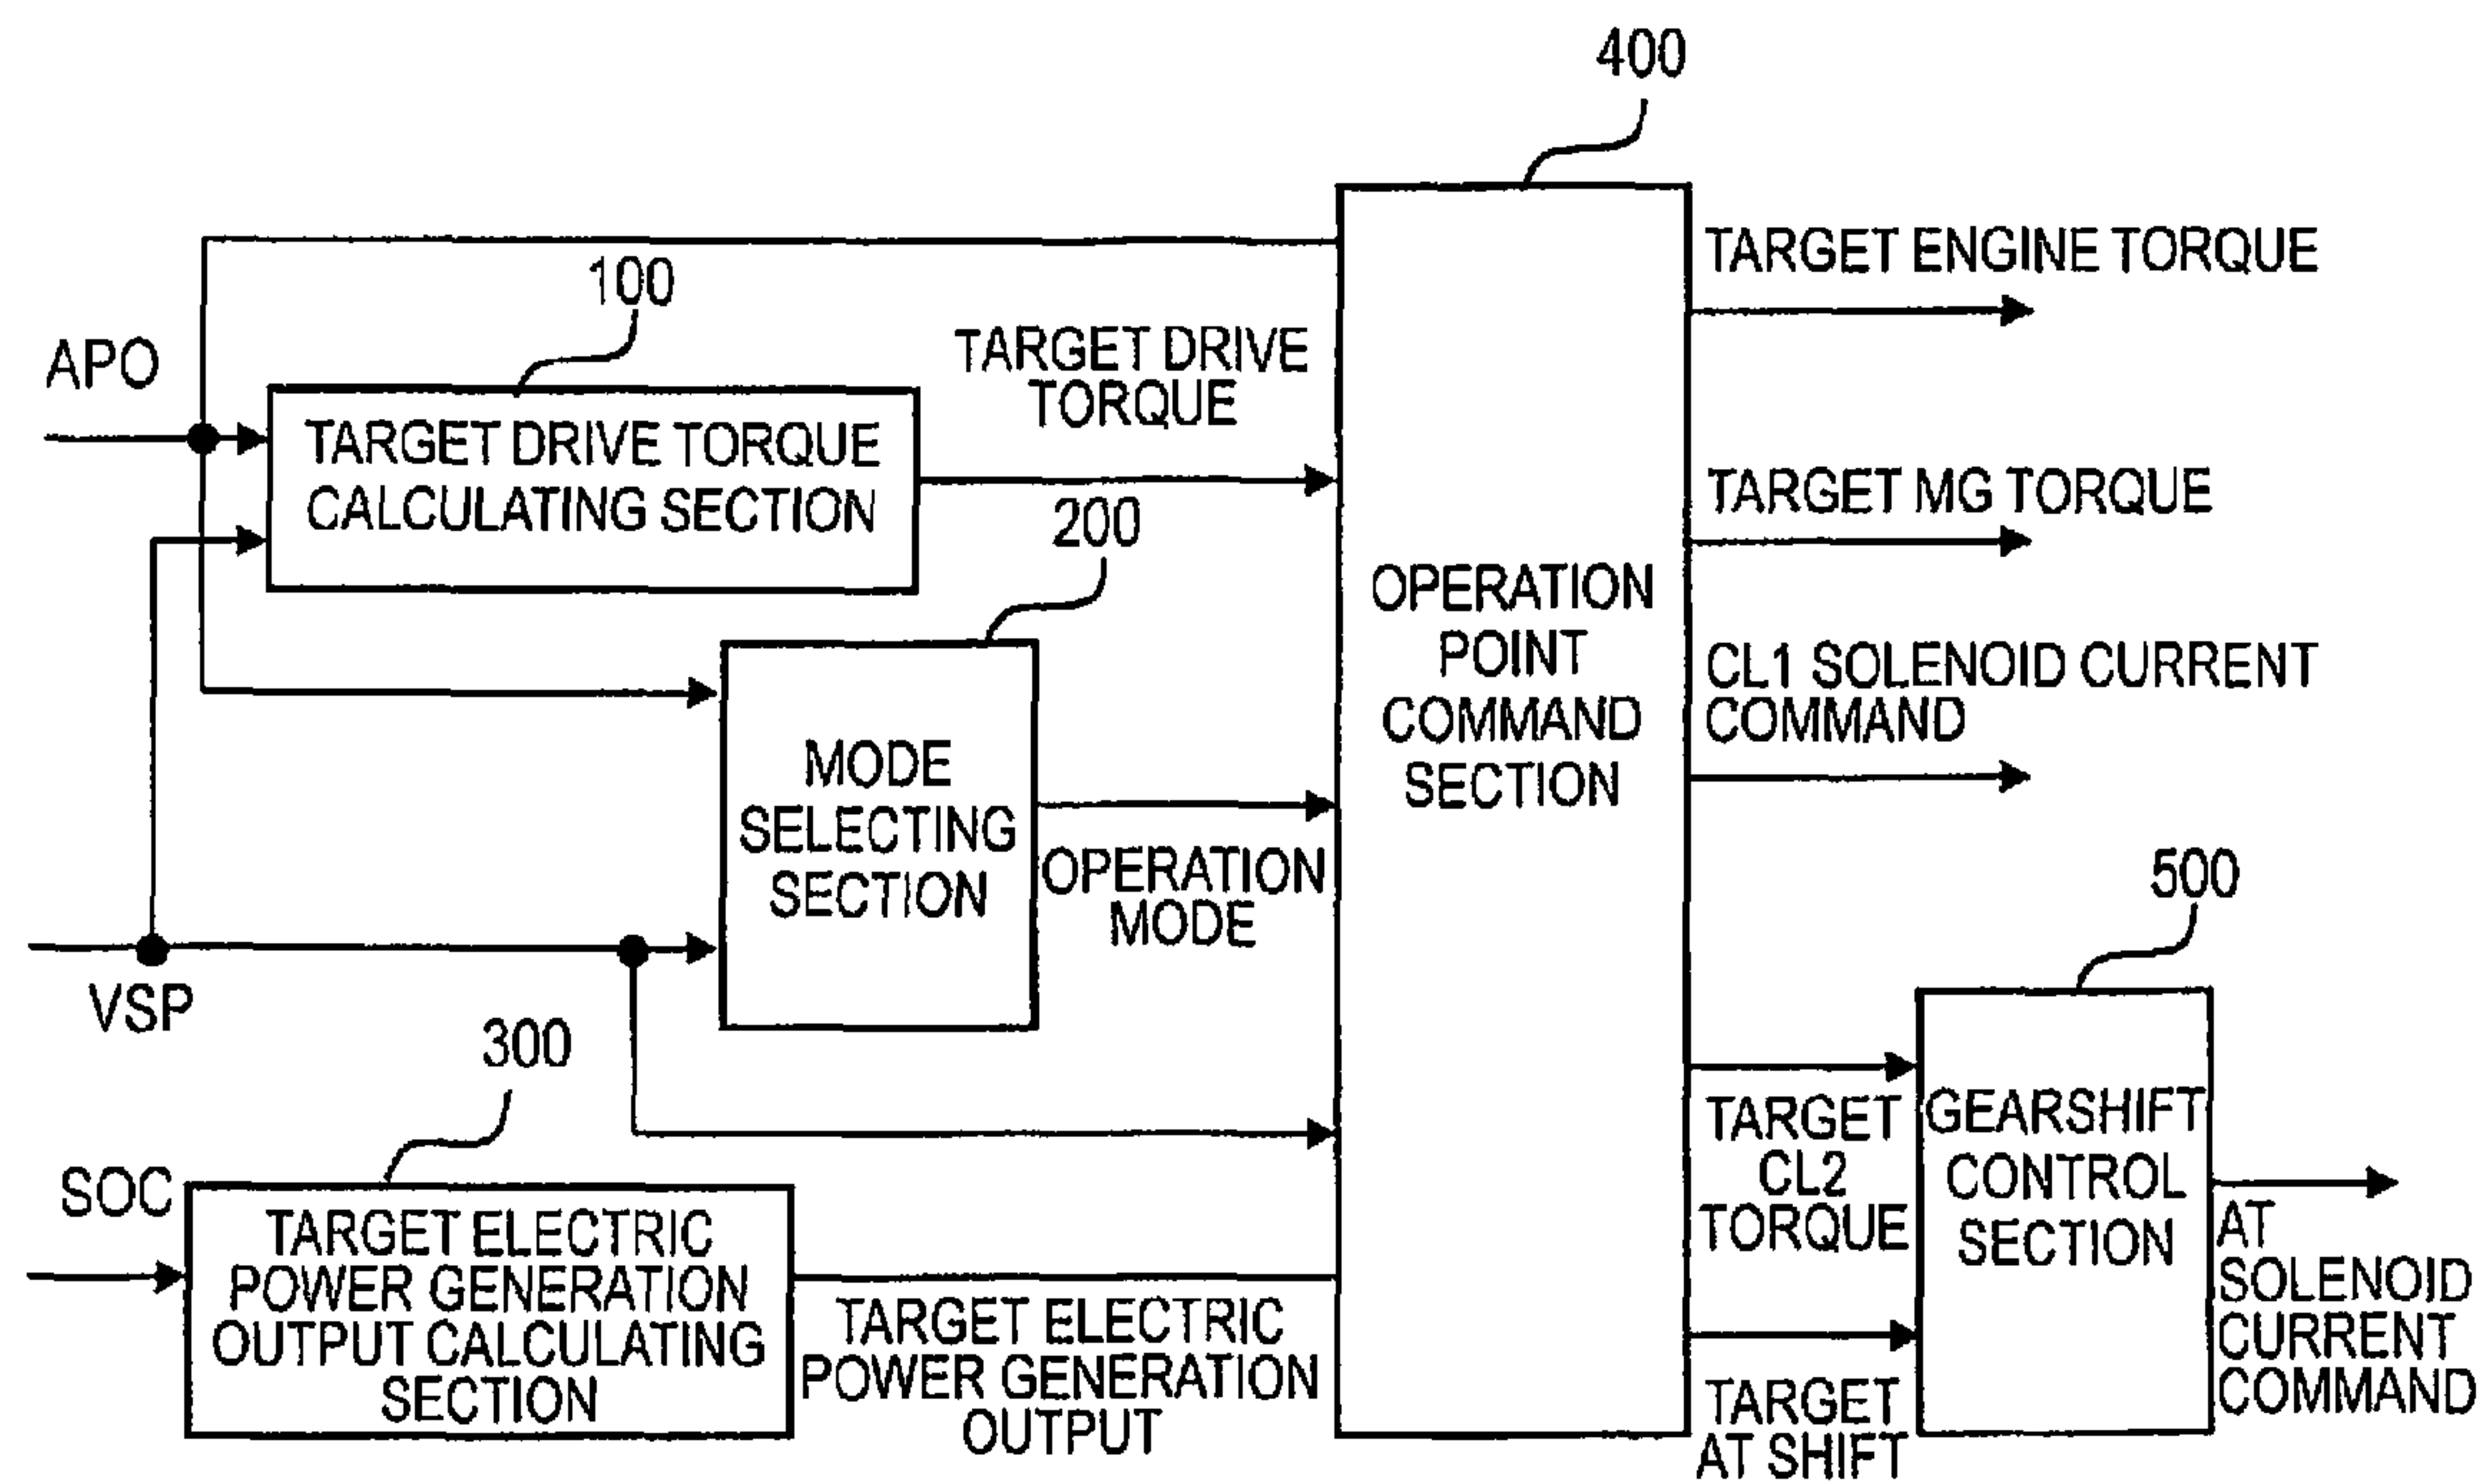 400
TARGET ENGINE TORQUE
100
APO
TARGET DRIVE
TORQUE
TARGET DRIVE TORQUE
CALCULATING SECTION
200
TARGET MG TORQUE
OPERATION
POINT
COMMAND
SECTION
CL1 SOLENOID CURRENT
COMMAND
MODE
SELECTING
SECTION
OPERATION
MODE
500
VSP
300
SOC
TARGET ELECTRIC
POWER GENERATION
OUTPUT CALCULATING
SECTION
TARGET ELECTRIC
POWER GENERATION
OUTPUT
TARGET
CL2
TORQUE
GEARSHIFT
CONTROL
SECTION
TARGET
AT SHIFT
AT
SOLENOID
CURRENT
COMMAND